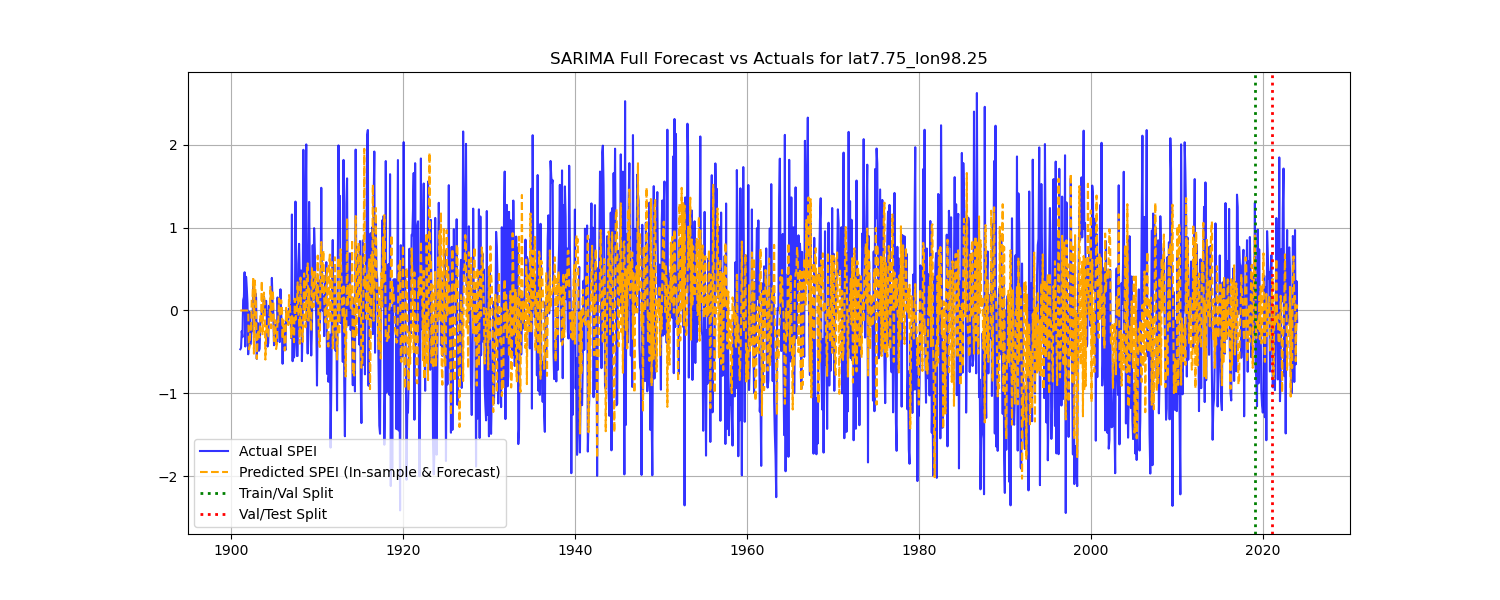 SARIMA Full Forecast vs Actuals for lat7.75_lon98.25
2
1
0
−1
−2
Actual SPEI
Predicted SPEI (In-sample & Forecast)
Train/Val Split
Val/Test Split
1900 1920 1940 1960 1980 2000 2020